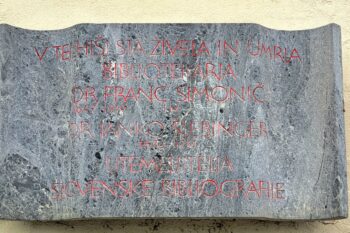 V TEJ HIŠI STA ŽIVELA IN UMRLA
BIBLIOTEKARJA
DR. FRANC SIMONIČ
DR. JANKO ŠLEBINGER
UTEMELJITELJA
SLOVENSKE BIBLIOGRAFIJE